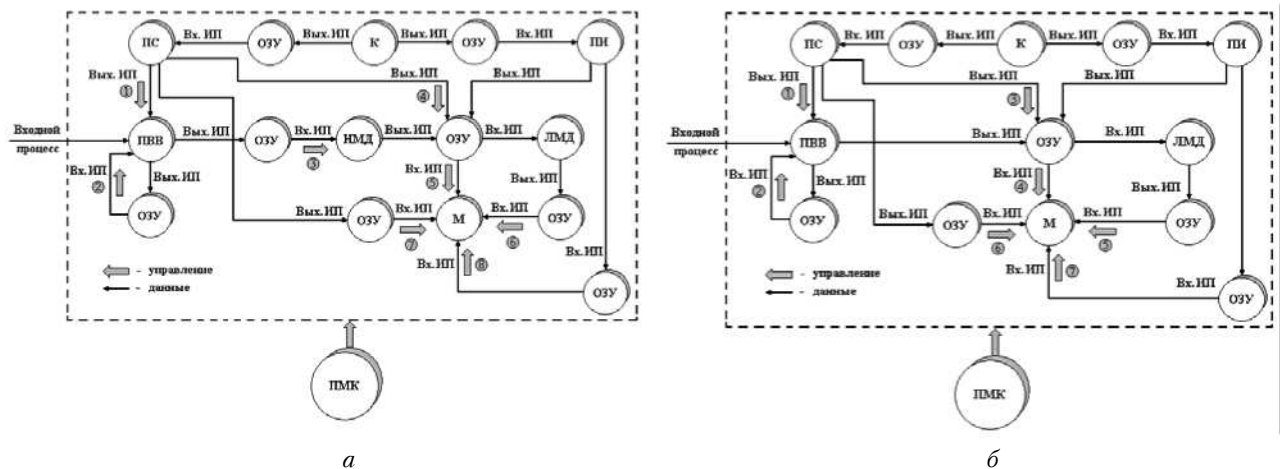 ПС Вх. ИП ОЗУ Вых. ИП К Вых. ИП ОЗУ Вх. ИП ПИ
Вых. ИП
① ④
Входной
процесс
ПВВ Вых. ИП ОЗУ Вх. ИП НМД Вых. ИП ОЗУ Вх. ИП ЛМД
③
Вх. ИП
② Вых. ИП
Вх. ИП
⑤ Вых. ИП
ОЗУ Вых. ИП ОЗУ Вх. ИП М Вх. ИП ОЗУ
⑦ ⑥
Вых. ИП
Вх. ИП ⑧
- управление
- данные
ОЗУ
ПМК
а
ПС Вх. ИП ОЗУ Вых. ИП К Вых. ИП ОЗУ Вх. ИП ПИ
Вых. ИП
① ③
Входной
процесс
ПВВ Вых. ИП ОЗУ Вх. ИП ЛМД
Вх. ИП
② Вых. ИП
Вх. ИП
④ Вых. ИП
ОЗУ Вых. ИП ОЗУ Вх. ИП М Вх. ИП ОЗУ
⑥ ⑤
Вх. ИП ⑦
Вх. ИП
- управление
- данные
Вх. ИП
ОЗУ
ПМК
б